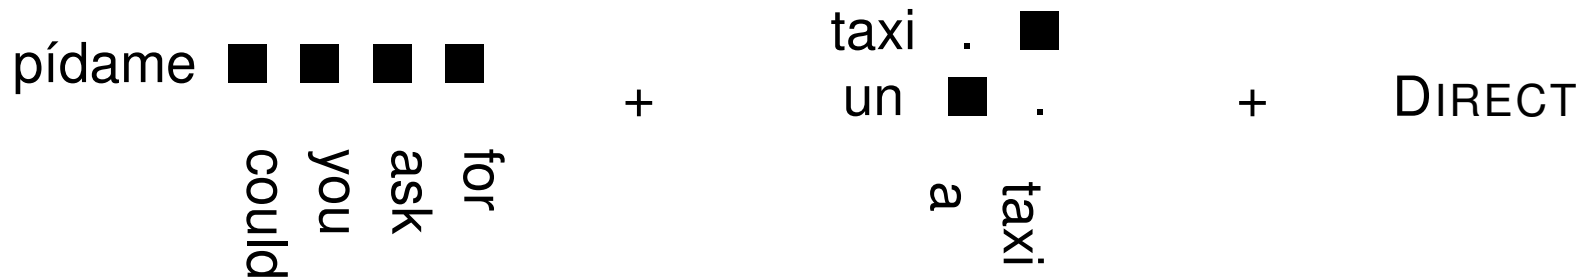 pídame
could
you
ask
for
+
taxi .
un .
a
taxi
+
DIRECT